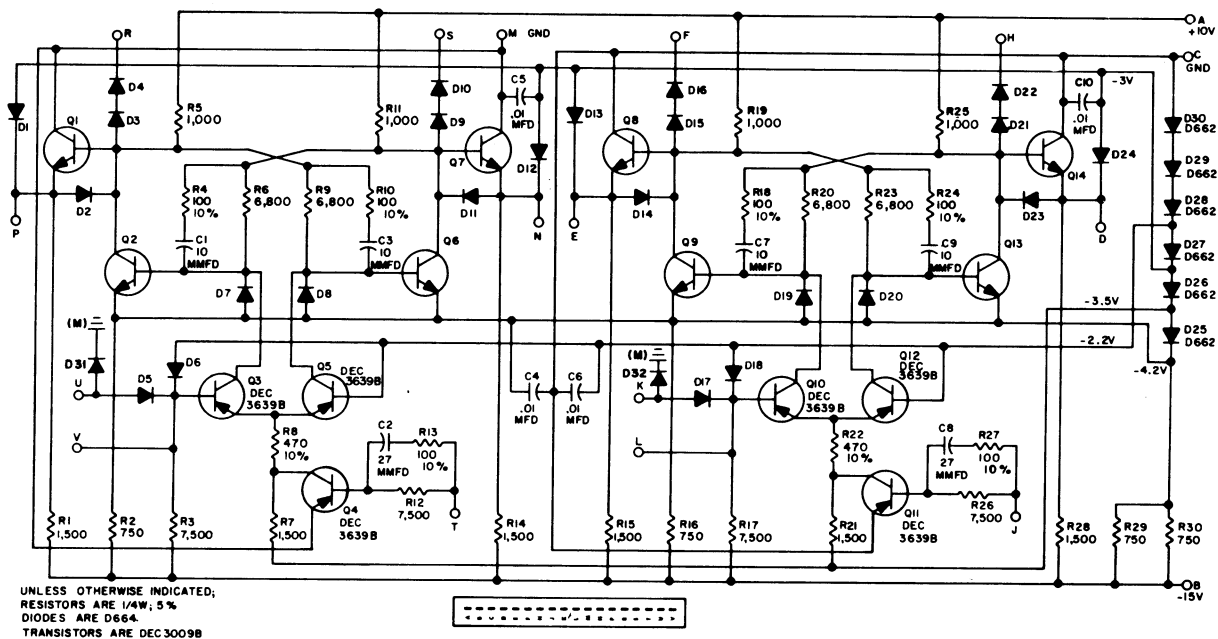 A
+10V
R
S
M GND
F
H
C
GND
D4
D10
C5
.01
MFD
D16
D22
C10
.01
MFD
-3V
D1
Q1
D3
R5
1,000
R11
1,000
D9
Q7
D12
D13
Q8
D15
R19
1,000
R25
1,000
D21
Q14
D24
D30
D662
D29
D662
D28
D662
D27
D662
D26
D662
D25
D662
D2
R4
100
10%
R6
6,800
R9
6,800
R10
100
10%
D11
D14
R18
100
10%
R20
6,800
R23
6,800
R24
100
10%
D23
P
N
E
D
Q2
C1
10
MMFD
C3
10
MMFD
Q6
Q9
C7
10
MMFD
C9
10
MMFD
Q13
D7
D8
D19
D20
-3.5V
-2.2V
-4.2V
(M)
D31
U
D5
D6
Q3
DEC
3639B
Q5
DEC
3639B
C4
.01
MFD
C6
.01
MFD
(M)
D32
K
D17
D18
Q10
DEC
3639B
Q12
DEC
3639B
V
R8
470
10%
C2
27
MMFD
R13
100
10%
L
R22
470
10%
C8
27
MMFD
R27
100
10%
R12
7,500
T
Q4
DEC
3639B
R26
7,500
J
Q11
DEC
3639B
R1
1,500
R2
750
R3
7,500
R7
1,500
R14
1,500
R15
1,500
R16
750
R17
7,500
R21
1,500
R28
1,500
R29
750
R30
750
B
-15V
UNLESS OTHERWISE INDICATED;
RESISTORS ARE 1/4W; 5%
DIODES ARE D664.
TRANSISTORS ARE DEC3009B